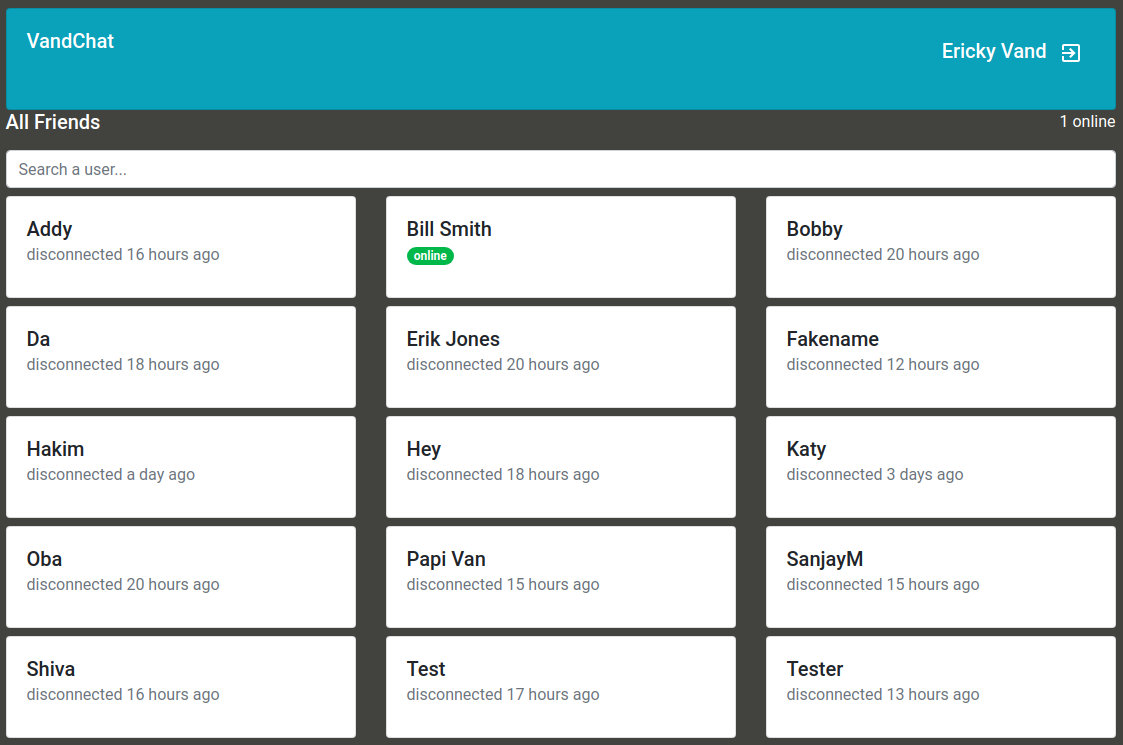 VandChat
Ericky Vand
All Friends
1 online
Search a user...
Addy
disconnected 16 hours ago
Bill Smith
online
Bobby
disconnected 20 hours ago
Da
disconnected 18 hours ago
Erik Jones
disconnected 20 hours ago
Fakename
disconnected 12 hours ago
Hakim
disconnected a day ago
Hey
disconnected 18 hours ago
Katy
disconnected 3 days ago
Oba
disconnected 20 hours ago
Papi Van
disconnected 15 hours ago
SanjayM
disconnected 15 hours ago
Shiva
disconnected 16 hours ago
Test
disconnected 17 hours ago
Tester
disconnected 13 hours ago